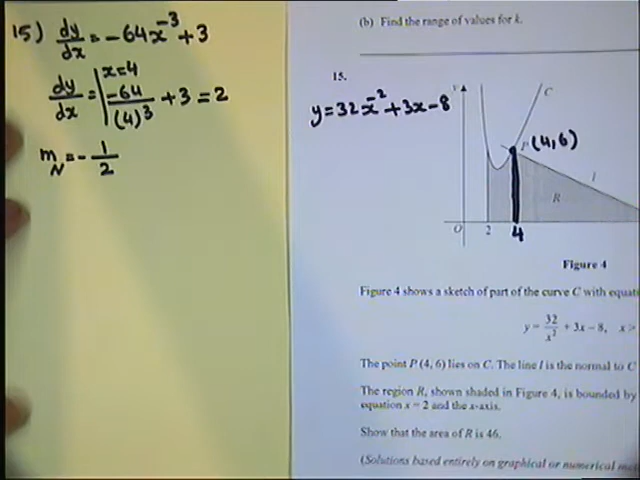 15) dy/dx = -64x⁻³ + 3
dy/dx = | x=4 -64/(4)³ + 3 = 2
m_N = - 1/2
(b) Find the range of values for k.
15.
y = 32x⁻² + 3x - 8
y
C
P (4,6)
l
R
O 2 4
Figure 4
Figure 4 shows a sketch of part of the curve C with equati
y = 32/x² + 3x - 8, x >
The point P (4, 6) lies on C. The line l is the normal to C
The region R, shown shaded in Figure 4, is bounded by
equation x = 2 and the x-axis.
Show that the area of R is 46.
(Solutions based entirely on graphical or numerical me